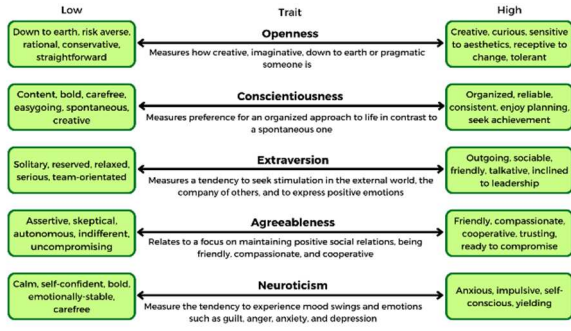 Low
Trait
High
Down to earth, risk averse,
rational, conservative,
straightforward
Openness
Measures how creative, imaginative, down to earth or pragmatic
someone is
Creative, curious, sensitive
to aesthetics, receptive to
change, tolerant
Content, bold, carefree,
easygoing, spontaneous,
creative
Conscientiousness
Measures preference for an organized approach to life in contrast to
a spontaneous one
Organized, reliable,
consistent, enjoy planning,
seek achievement
Solitary, reserved, relaxed,
serious, team-orientated
Extraversion
Measures a tendency to seek stimulation in the external world, the
company of others, and to express positive emotions
Outgoing, sociable,
friendly, talkative, inclined
to leadership
Assertive, skeptical,
autonomous, indifferent,
uncompromising
Agreeableness
Relates to a focus on maintaining positive social relations, being
friendly, compassionate, and cooperative
Friendly, compassionate,
cooperative, trusting,
ready to compromise
Calm, self-confident, bold,
emotionally-stable,
carefree
Neuroticism
Measure the tendency to experience mood swings and emotions
such as guilt, anger, anxiety, and depression
Anxious, impulsive, self-
conscious, yielding